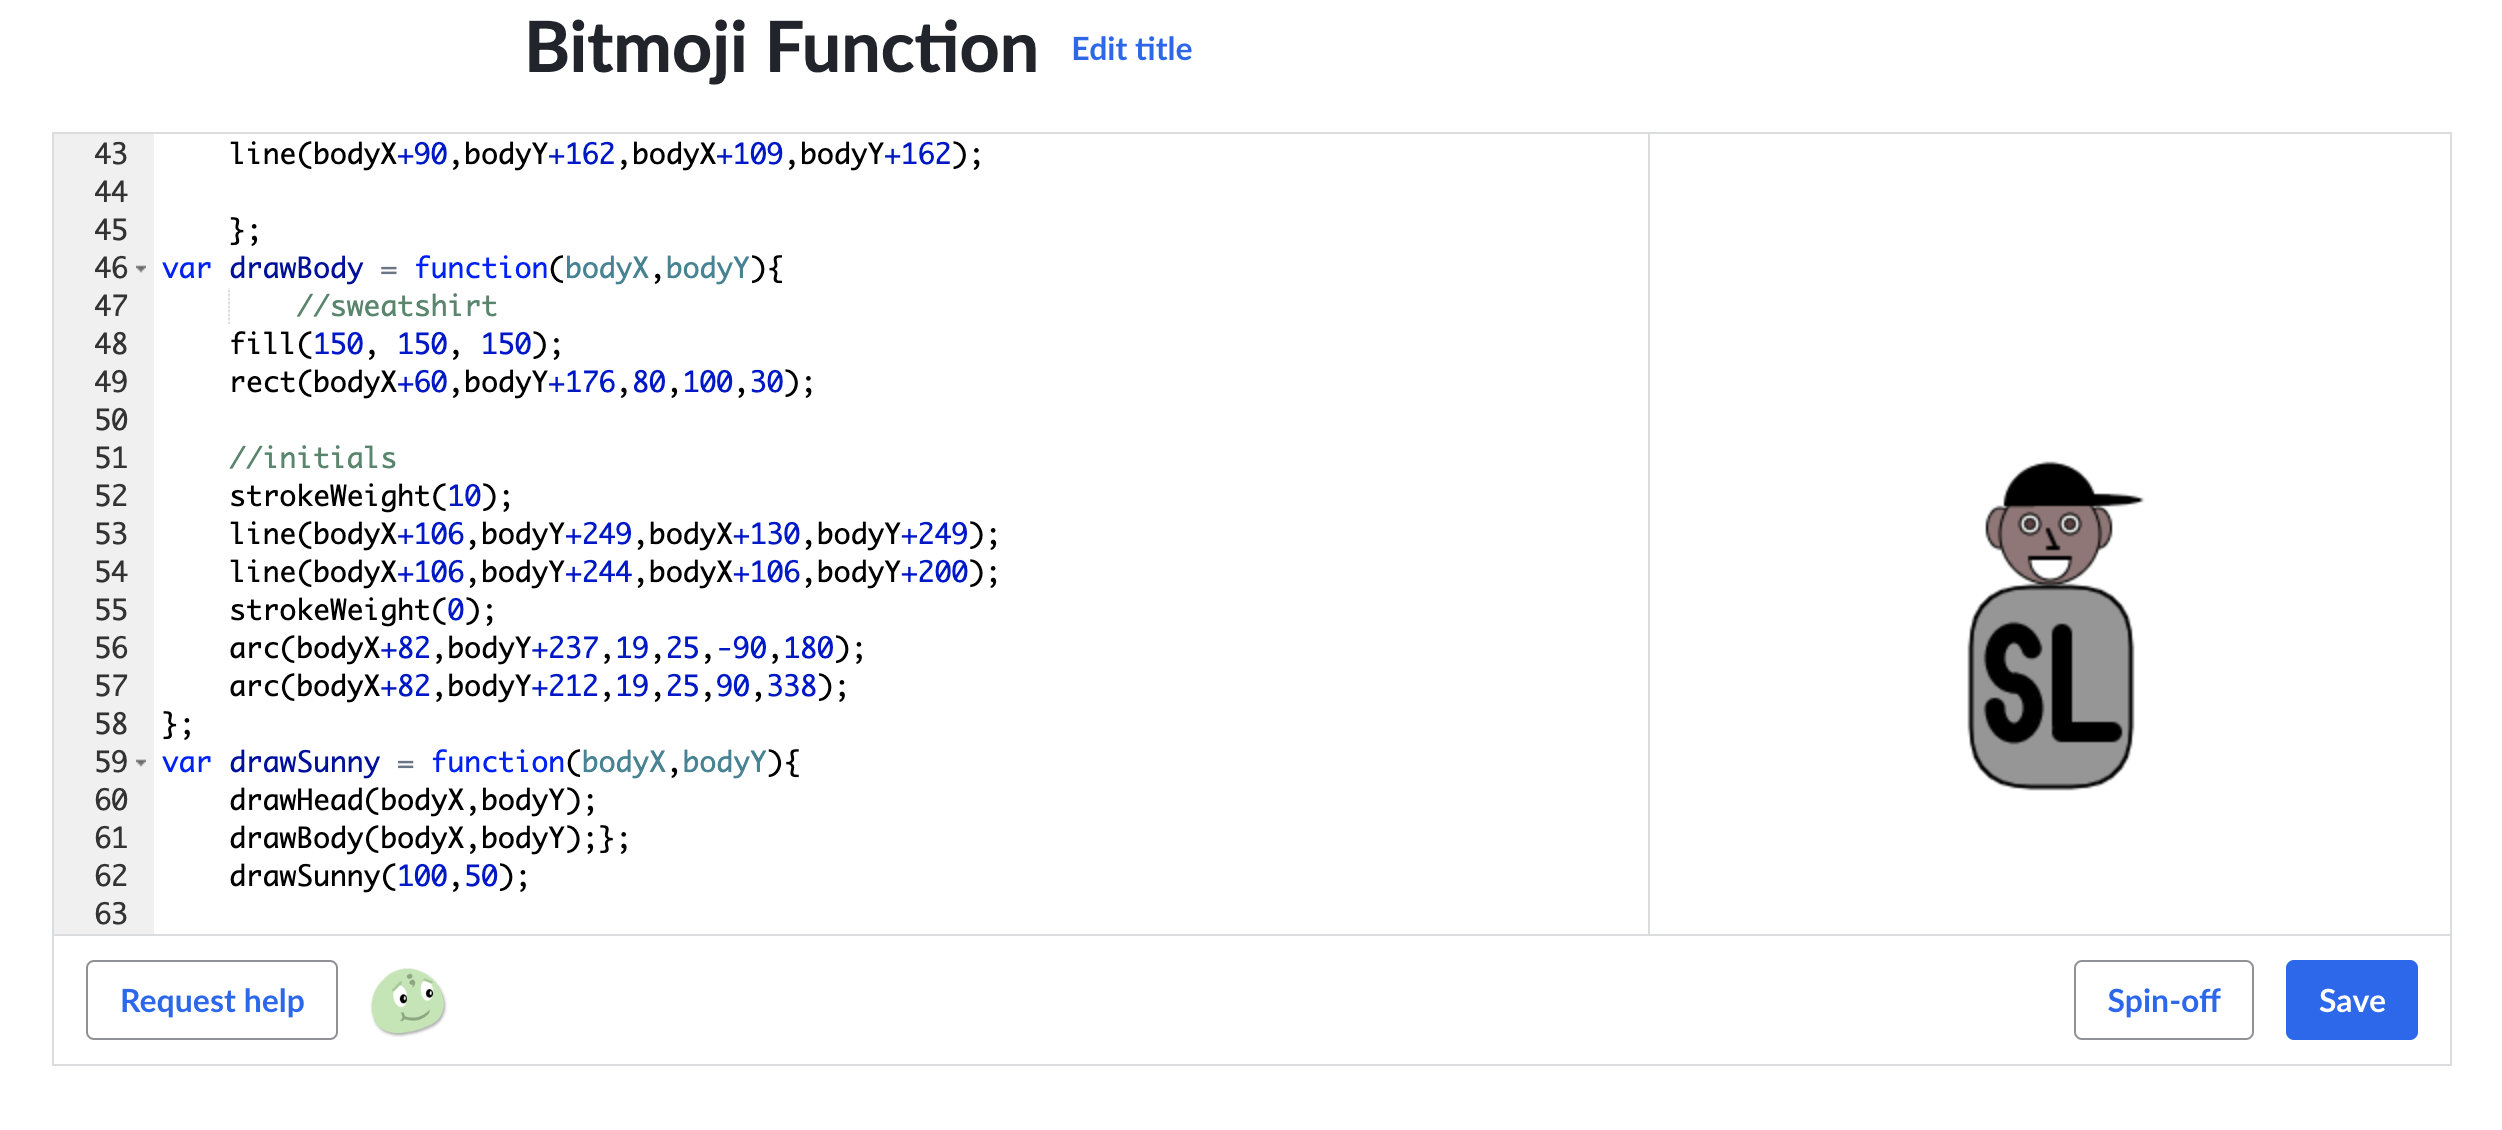 Bitmoji Function Edit title
43 line(bodyX+90,bodyY+162,bodyX+109,bodyY+162);
44
45 };
46 var drawBody = function(bodyX,bodyY){
47 //sweatshirt
48 fill(150, 150, 150);
49 rect(bodyX+60,bodyY+176,80,100,30);
50
51 //initials
52 strokeWeight(10);
53 line(bodyX+106,bodyY+249,bodyX+130,bodyY+249);
54 line(bodyX+106,bodyY+244,bodyX+106,bodyY+200);
55 strokeWeight(0);
56 arc(bodyX+82,bodyY+237,19,25,-90,180);
57 arc(bodyX+82,bodyY+212,19,25,90,338);
58 };
59 var drawSunny = function(bodyX,bodyY){
60 drawHead(bodyX,bodyY);
61 drawBody(bodyX,bodyY);};
62 drawSunny(100,50);
63
SL
Request help
Spin-off
Save